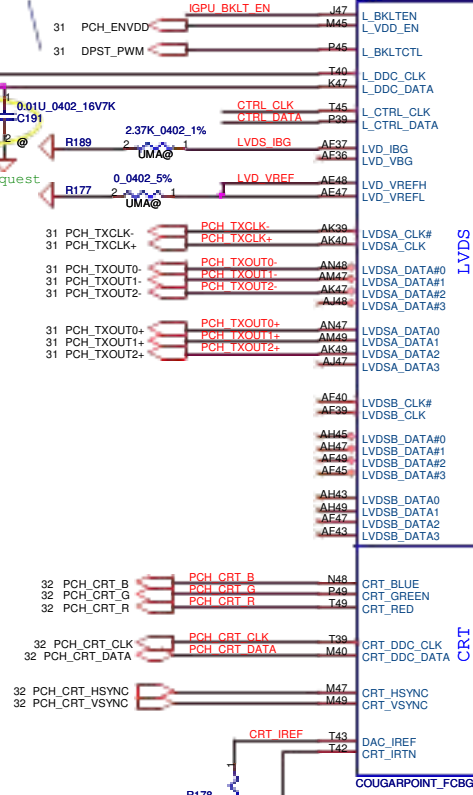 IGPU_BKLT_EN J47 L_BKLTEN
31 PCH_ENVDD M45 L_VDD_EN
31 DPST_PWM P45 L_BKLTCTL
T40 L_DDC_CLK
K47 L_DDC_DATA
1
0.01U_0402_16V7K
C191
CTRL_CLK T45 L_CTRL_CLK
CTRL_DATA P39 L_CTRL_DATA
2
@
2.37K_0402_1%
R189 2 1 LVDS_IBG AF37 LVD_IBG
UMA@ AF36 LVD_VBG
quest
0_0402_5% LVD_VREF AE48 LVD_VREFH
R177 2 1 AE47 LVD_VREFL
UMA@
31 PCH_TXCLK- PCH_TXCLK- AK39 LVDSA_CLK#
31 PCH_TXCLK+ PCH_TXCLK+ AK40 LVDSA_CLK
LVDS
31 PCH_TXOUT0- PCH_TXOUT0- AN48 LVDSA_DATA#0
31 PCH_TXOUT1- PCH_TXOUT1- AM47 LVDSA_DATA#1
31 PCH_TXOUT2- PCH_TXOUT2- AK47 LVDSA_DATA#2
AJ48 LVDSA_DATA#3
31 PCH_TXOUT0+ PCH_TXOUT0+ AN47 LVDSA_DATA0
31 PCH_TXOUT1+ PCH_TXOUT1+ AM49 LVDSA_DATA1
31 PCH_TXOUT2+ PCH_TXOUT2+ AK49 LVDSA_DATA2
AJ47 LVDSA_DATA3
AF40 LVDSB_CLK#
AF39 LVDSB_CLK
AH45 LVDSB_DATA#0
AH47 LVDSB_DATA#1
AF49 LVDSB_DATA#2
AF45 LVDSB_DATA#3
AH43 LVDSB_DATA0
AH49 LVDSB_DATA1
AF47 LVDSB_DATA2
AF43 LVDSB_DATA3
32 PCH_CRT_B PCH_CRT_B N48 CRT_BLUE
32 PCH_CRT_G PCH_CRT_G P49 CRT_GREEN
32 PCH_CRT_R PCH_CRT_R T49 CRT_RED
CRT
32 PCH_CRT_CLK PCH_CRT_CLK T39 CRT_DDC_CLK
32 PCH_CRT_DATA PCH_CRT_DATA M40 CRT_DDC_DATA
32 PCH_CRT_HSYNC M47 CRT_HSYNC
32 PCH_CRT_VSYNC M49 CRT_VSYNC
CRT_IREF T43 DAC_IREF
T42 CRT_IRTN
1
R178
COUGARPOINT_FCBG